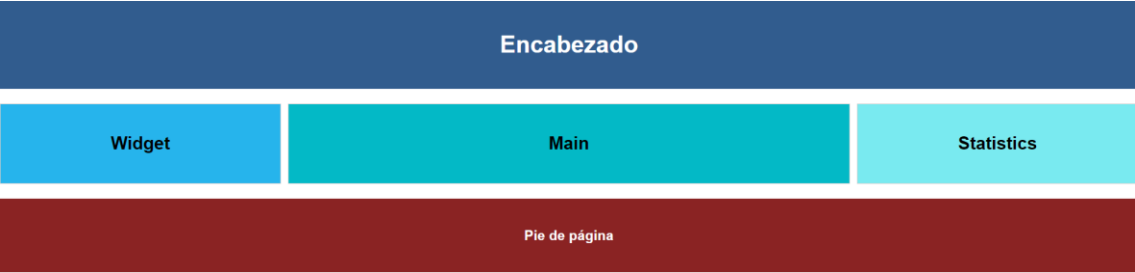 Encabezado
Widget
Main
Statistics
Pie de página